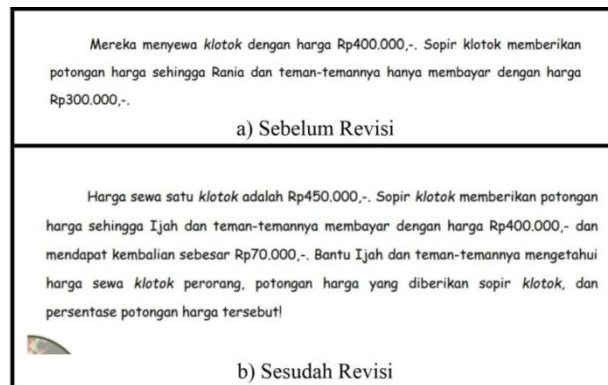 Mereka menyewa klotok dengan harga Rp400.000,-. Sopir klotok memberikan
potongan harga sehingga Rania dan teman-temannya hanya membayar dengan harga
Rp300.000,-.
a) Sebelum Revisi
Harga sewa satu klotok adalah Rp450.000,-. Sopir klotok memberikan potongan
harga sehingga Ijah dan teman-temannya membayar dengan harga Rp400.000,- dan
mendapat kembalian sebesar Rp70.000,-. Bantu Ijah dan teman-temannya mengetahui
harga sewa klotok perorang, potongan harga yang diberikan sopir klotok, dan
persentase potongan harga tersebut!
b) Sesudah Revisi